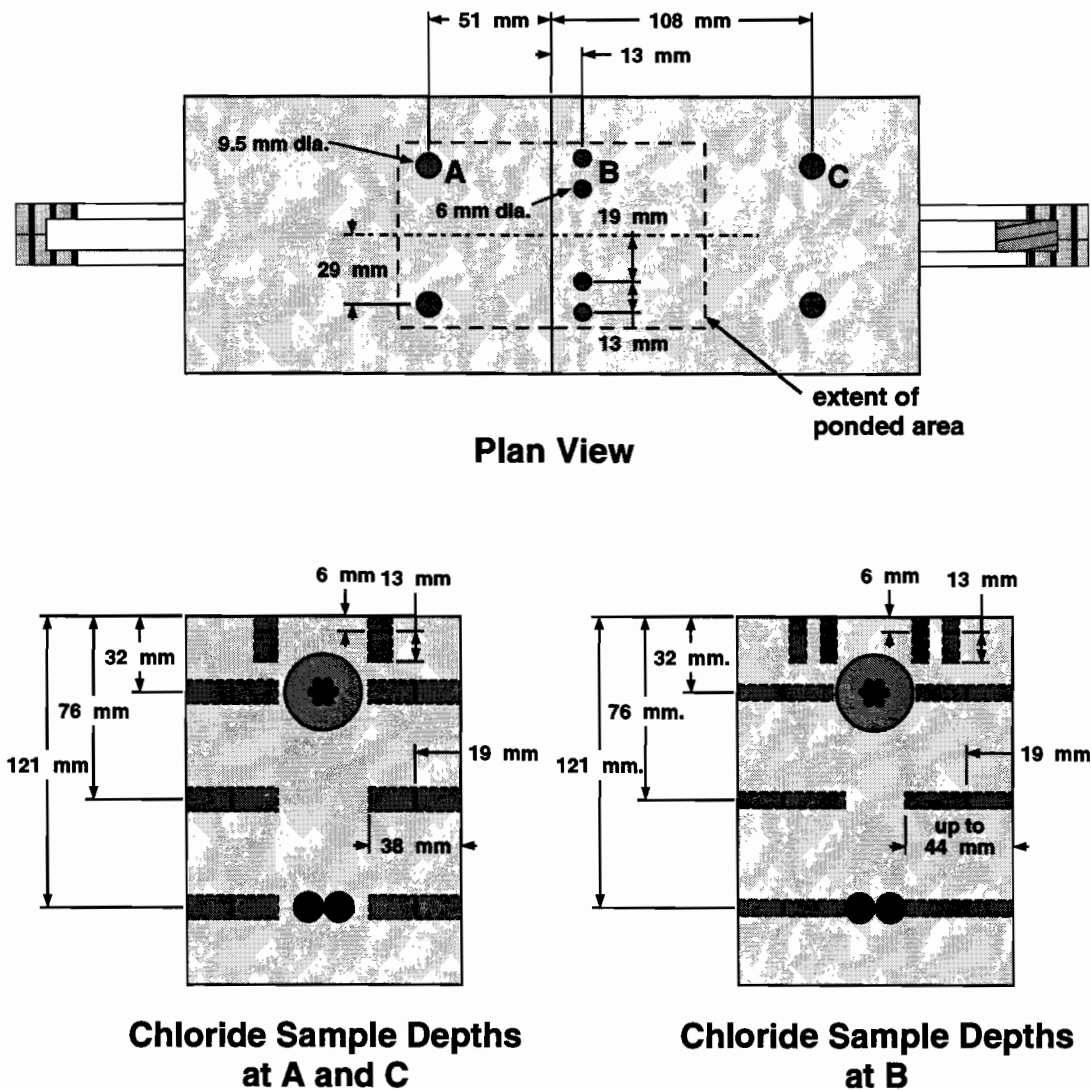 51 mm
108 mm
13 mm
9.5 mm dia.
A
B
C
6 mm dia.
19 mm
29 mm
13 mm
extent of
ponded area
Plan View
6 mm
13 mm
32 mm
76 mm
121 mm
19 mm
38 mm
Chloride Sample Depths
at A and C
6 mm
13 mm
32 mm.
76 mm.
121 mm.
19 mm
up to
44 mm
Chloride Sample Depths
at B